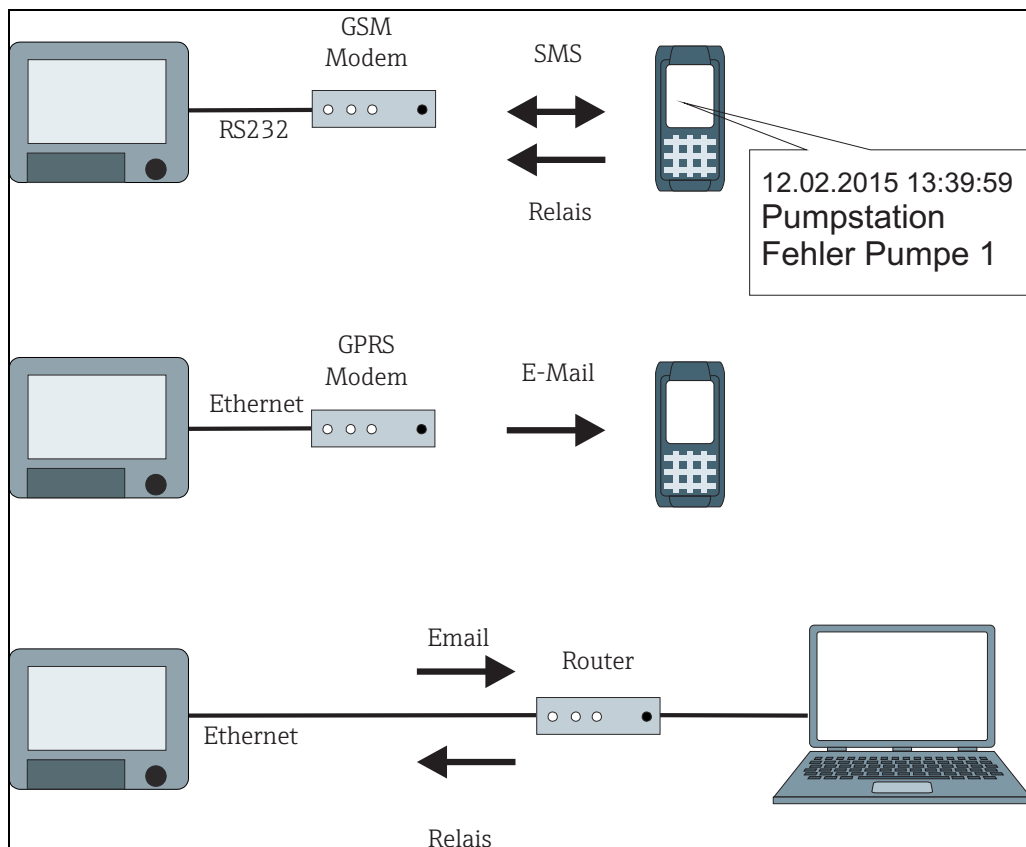 GSM
Modem
SMS
RS232
Relais
12.02.2015 13:39:59
Pumpstation
Fehler Pumpe 1
GPRS
Modem
E-Mail
Ethernet
Email
Router
Ethernet
Relais